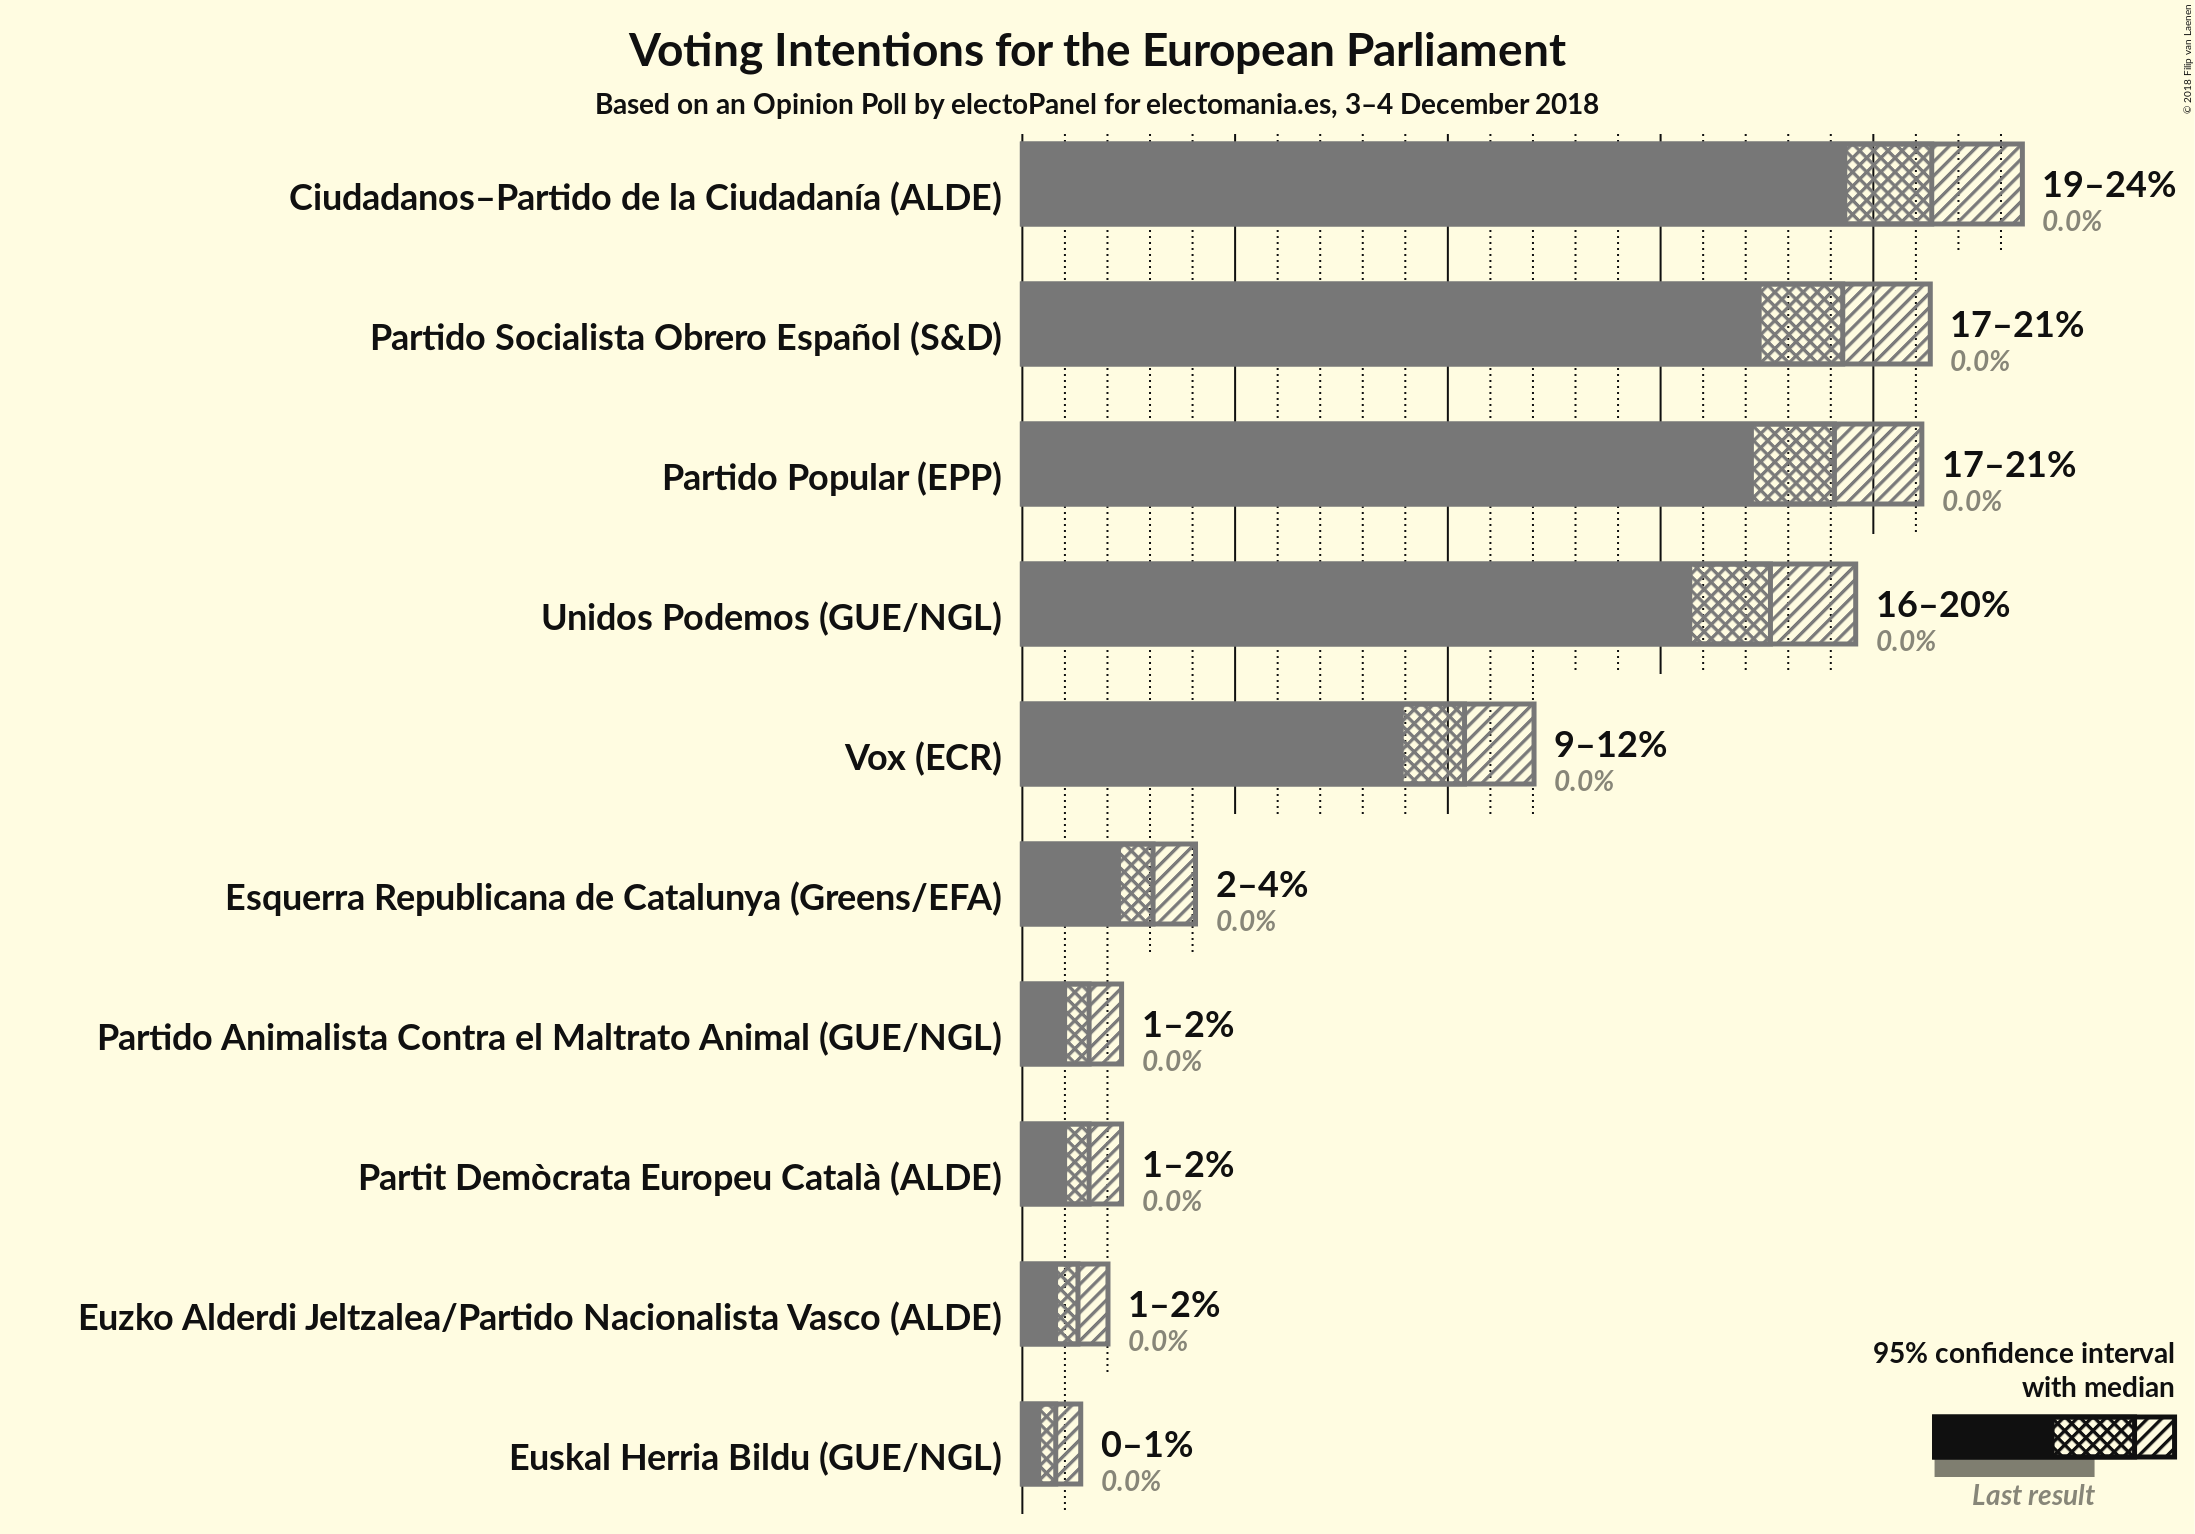 Voting Intentions for the European Parliament
Based on an Opinion Poll by electoPanel for electomania.es, 3–4 December 2018
© 2018 Filip van Laenen
Ciudadanos–Partido de la Ciudadanía (ALDE)
19–24%
0.0%
Partido Socialista Obrero Español (S&D)
17–21%
0.0%
Partido Popular (EPP)
17–21%
0.0%
Unidos Podemos (GUE/NGL)
16–20%
0.0%
Vox (ECR)
9–12%
0.0%
Esquerra Republicana de Catalunya (Greens/EFA)
2–4%
0.0%
Partido Animalista Contra el Maltrato Animal (GUE/NGL)
1–2%
0.0%
Partit Demòcrata Europeu Català (ALDE)
1–2%
0.0%
Euzko Alderdi Jeltzalea/Partido Nacionalista Vasco (ALDE)
1–2%
0.0%
Euskal Herria Bildu (GUE/NGL)
0–1%
0.0%
95% confidence interval
with median
Last result